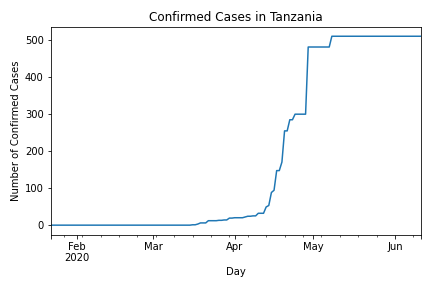 Confirmed Cases in Tanzania
500
400
300
200
100
0
Number of Confirmed Cases
Feb
2020
Mar
Apr
May
Jun
Day